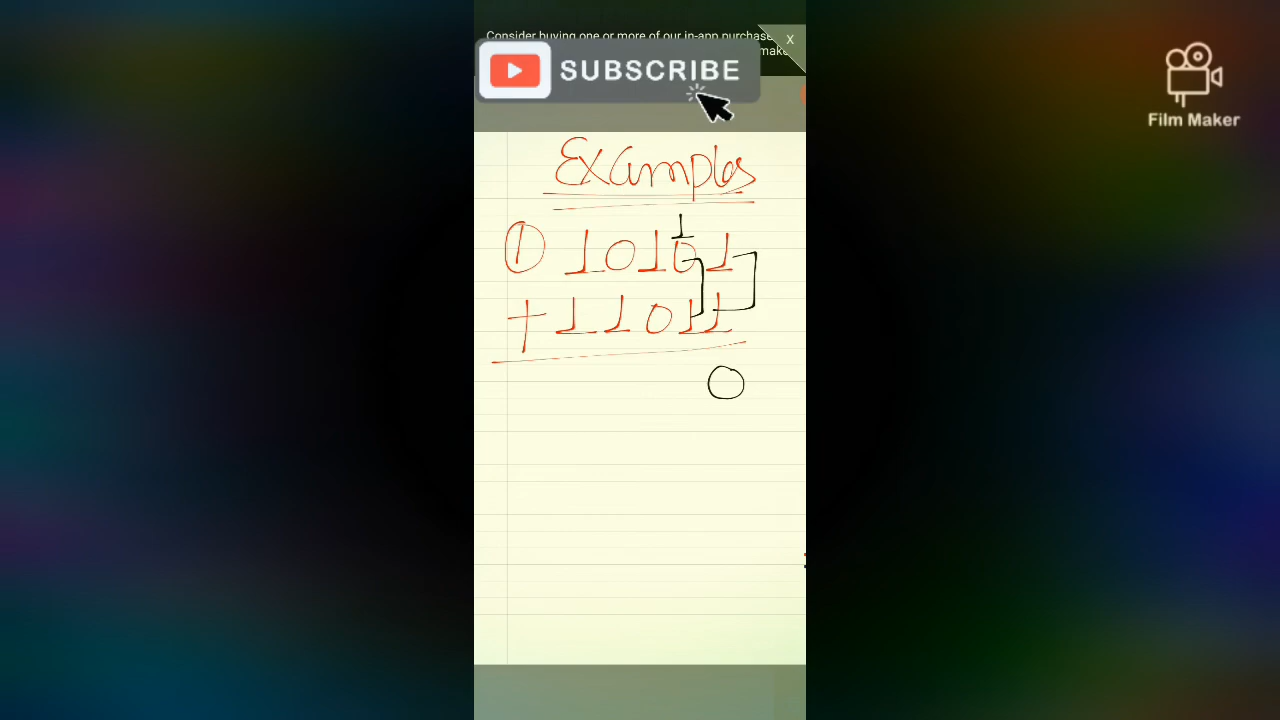 Consider buying one or more of our in-app purchase
make
X
SUBSCRIBE
Film Maker
Examples
1
① 10101
+ 11011
0